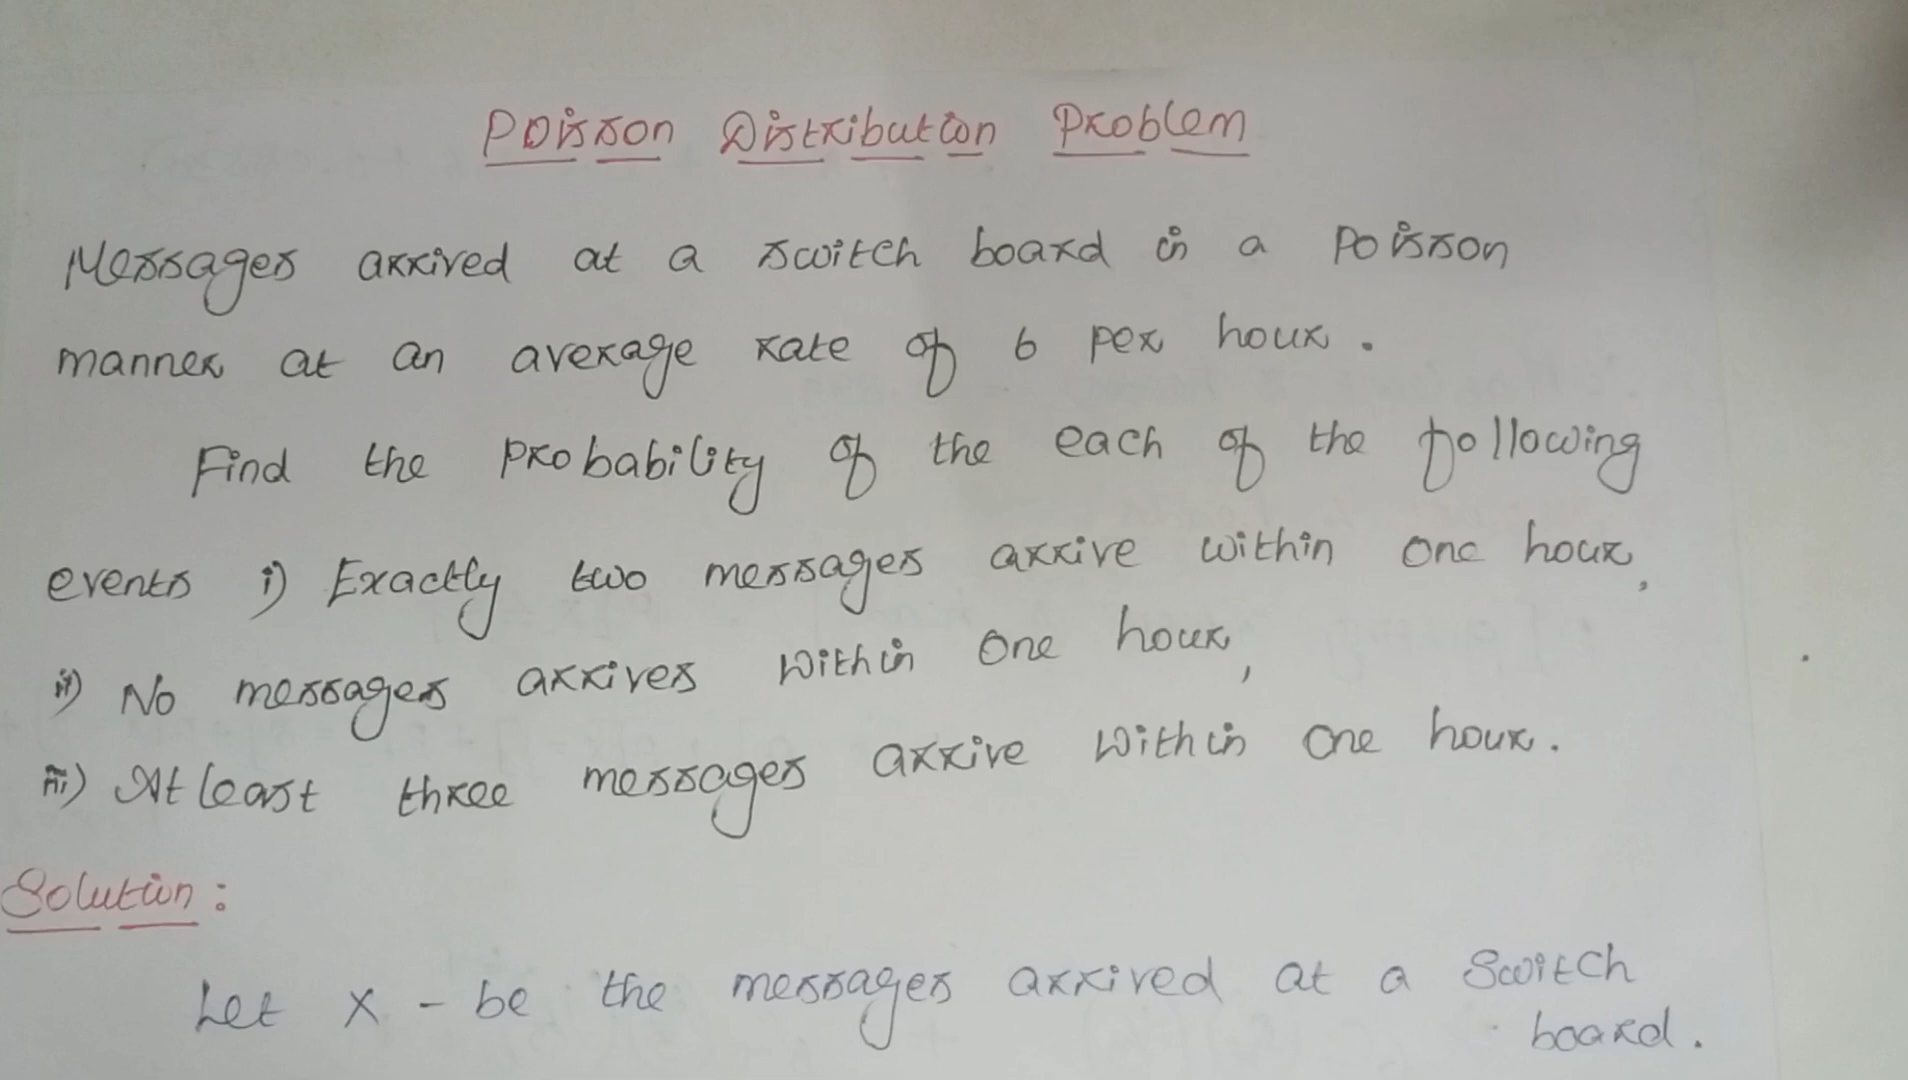 Poisson Distribution Problem
Messages arrived at a switch board in a Poisson
manner at an average rate of 6 per hour.
Find the probability of the each of the following
events i) Exactly two messages arrive within one hour,
ii) No messages arrives within one hour,
iii) At least three messages arrive within one hour.
Solution:
Let X - be the messages arrived at a switch
board.